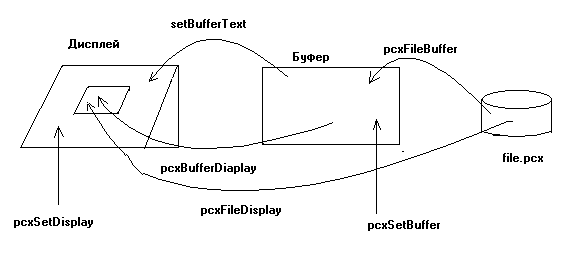 setBufferText
Дисплей
Буфер
pcxFileBuffer
pcxBufferDiaplay
file.pcx
pcxFileDisplay
pcxSetDisplay
pcxSetBuffer